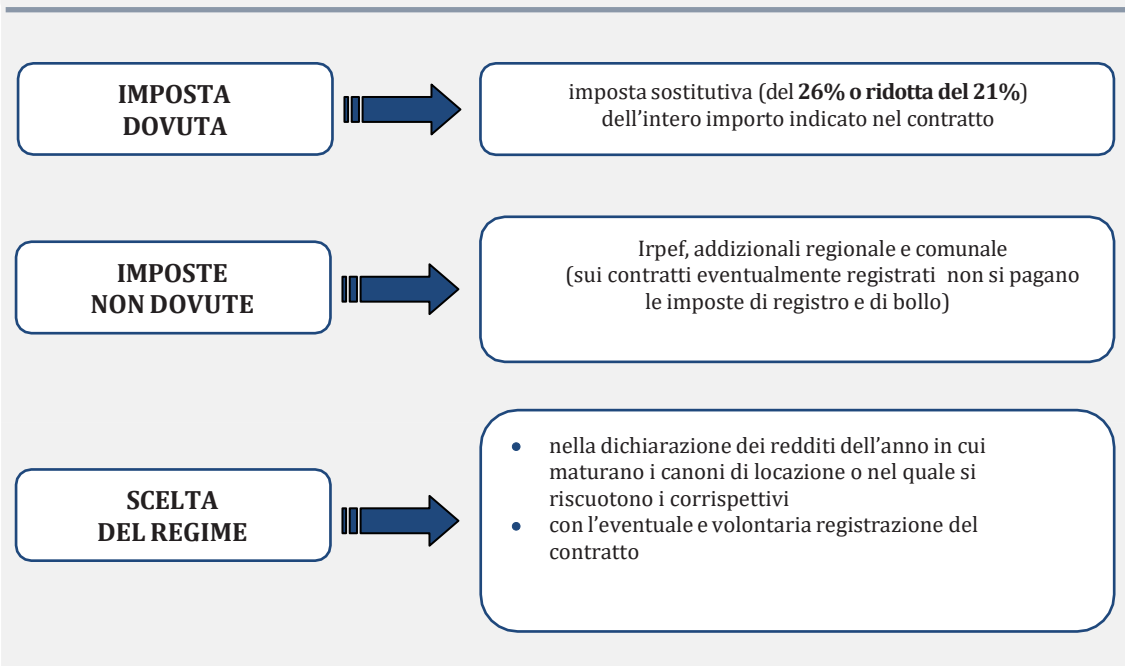 IMPOSTA
DOVUTA
imposta sostitutiva (del 26% o ridotta del 21%)
dell’intero importo indicato nel contratto
IMPOSTE
NON DOVUTE
Irpef, addizionali regionale e comunale
(sui contratti eventualmente registrati non si pagano
le imposte di registro e di bollo)
SCELTA
DEL REGIME
• nella dichiarazione dei redditi dell’anno in cui
maturano i canoni di locazione o nel quale si
riscuotono i corrispettivi
• con l’eventuale e volontaria registrazione del
contratto